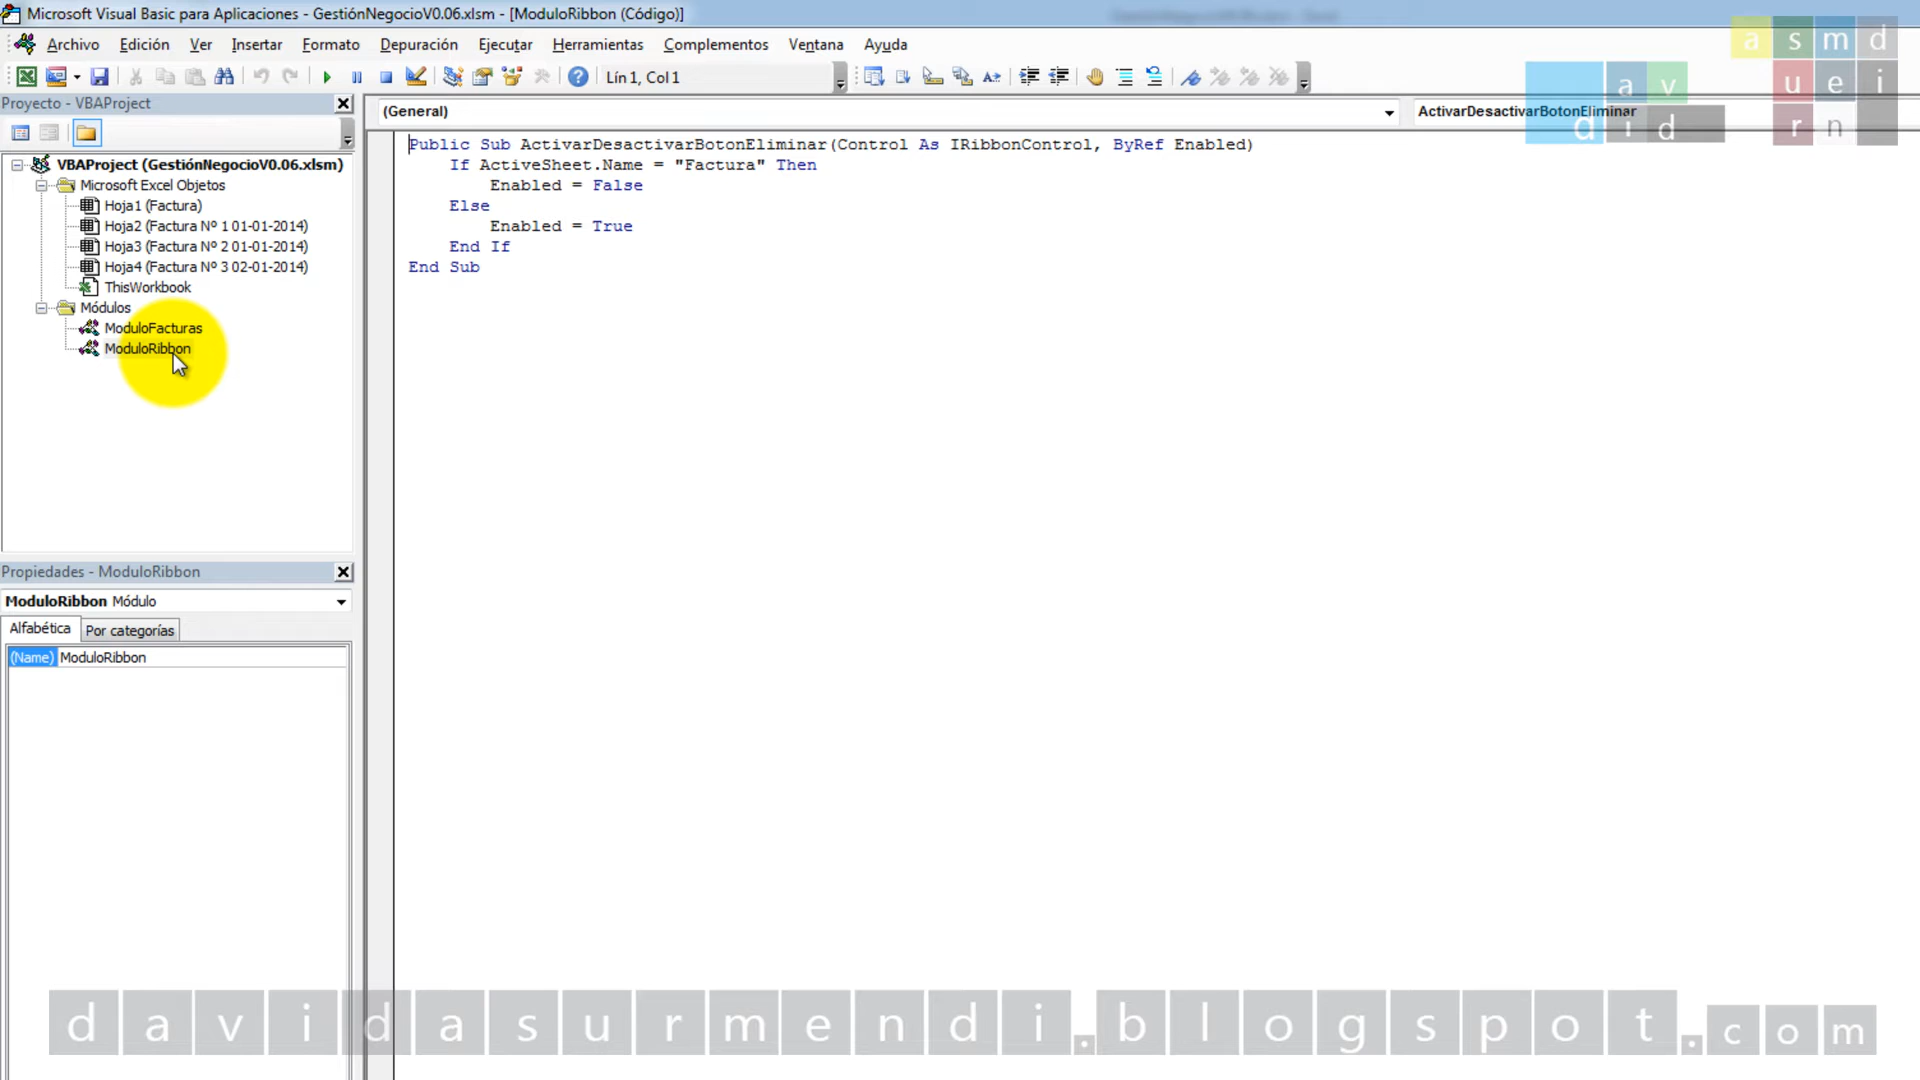 Microsoft Visual Basic para Aplicaciones - GestiónNegocioV0.06.xlsm - [ModuloRibbon (Código)]
Archivo Edición Ver Insertar Formato Depuración Ejecutar Herramientas Complementos Ventana Ayuda
Lín 1, Col 1
Proyecto - VBAProject
VBAProject (GestiónNegocioV0.06.xlsm)
Microsoft Excel Objetos
Hoja1 (Factura)
Hoja2 (Factura Nº 1 01-01-2014)
Hoja3 (Factura Nº 2 01-01-2014)
Hoja4 (Factura Nº 3 02-01-2014)
ThisWorkbook
Módulos
ModuloFacturas
ModuloRibbon
Propiedades - ModuloRibbon
ModuloRibbon Módulo
Alfabética Por categorías
(Name) ModuloRibbon
(General) ActivarDesactivarBotonEliminar
Public Sub ActivarDesactivarBotonEliminar(Control As IRibbonControl, ByRef Enabled)
If ActiveSheet.Name = "Factura" Then
Enabled = False
Else
Enabled = True
End If
End Sub
a s m d
a v u e i
d i d r n
davidasurmendi.blogspot.com